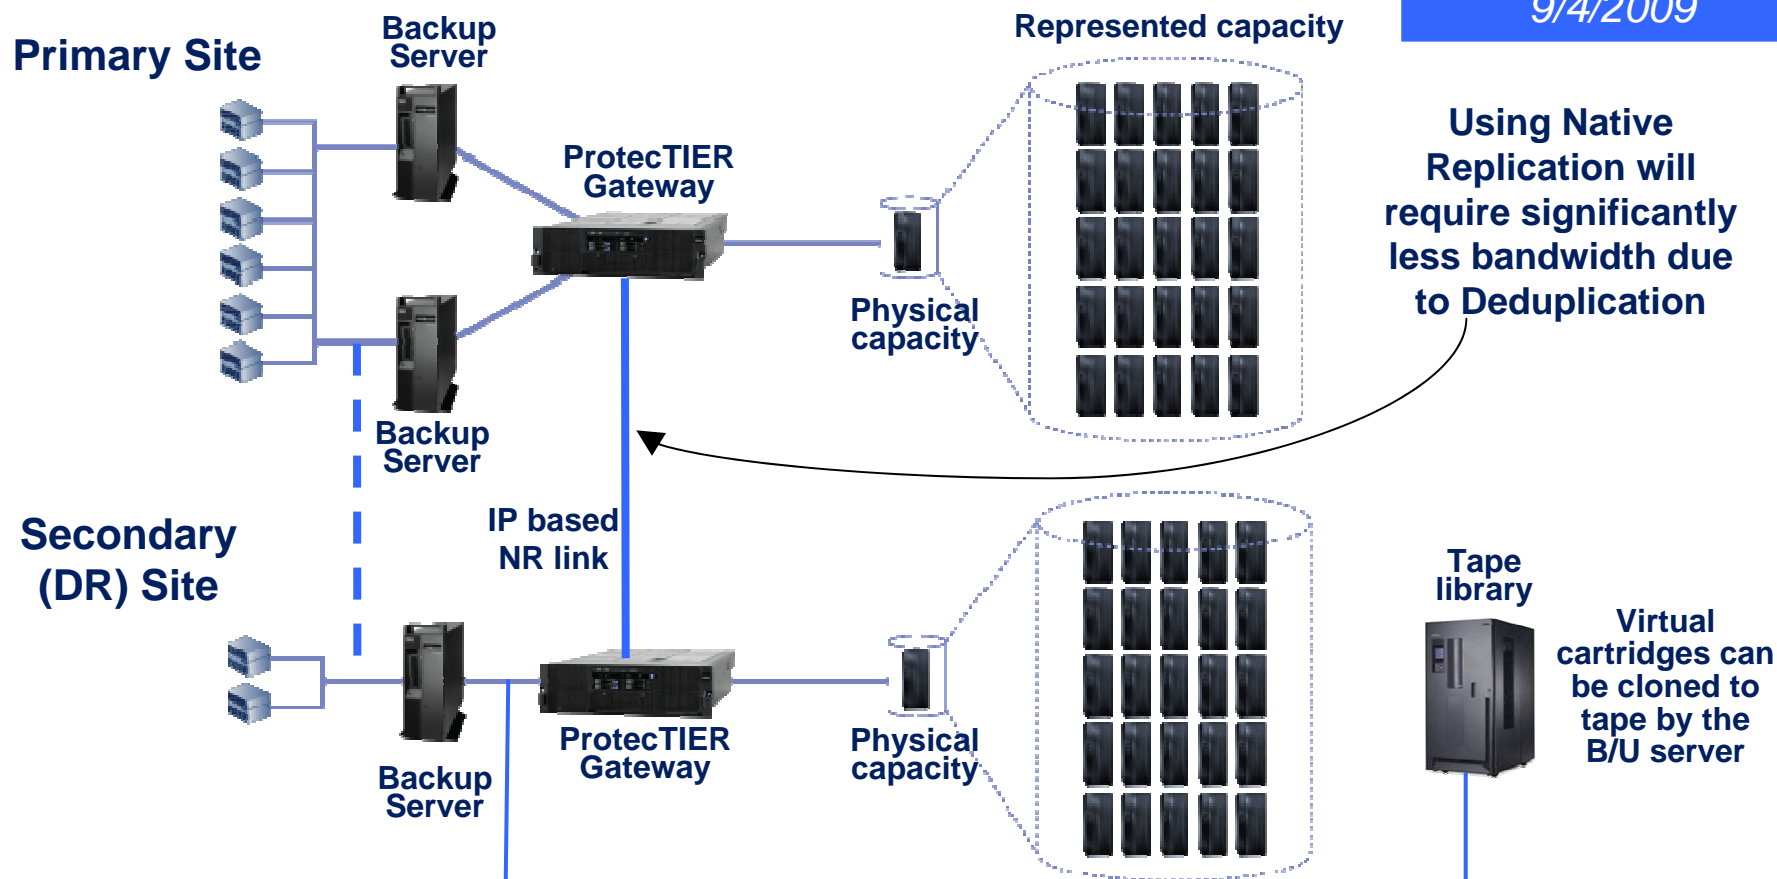 9/4/2009
Primary Site
Backup
Server
Represented capacity
Using Native
Replication will
require significantly
less bandwidth due
to Deduplication
ProtecTIER
Gateway
Physical
capacity
Backup
Server
Secondary
(DR) Site
IP based
NR link
Tape
library
Virtual
cartridges can
be cloned to
tape by the
B/U server
ProtecTIER
Gateway
Physical
capacity
Backup
Server